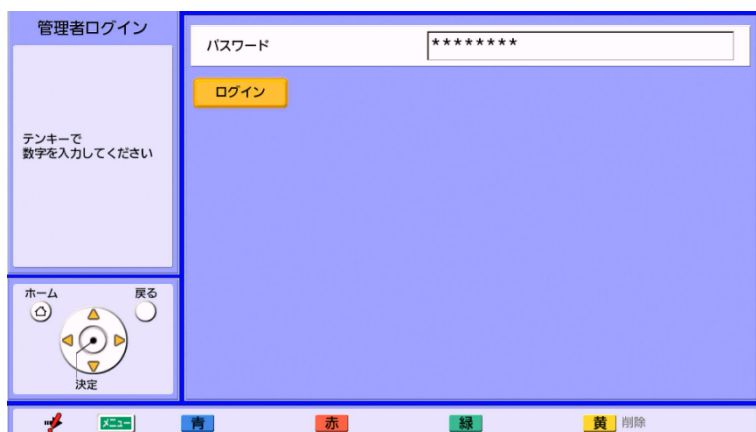 管理者ログイン
パスワード
********
ログイン
テンキーで
数字を入力してください
ホーム
戻る
決定
メニュー
青
赤
緑
黄 削除